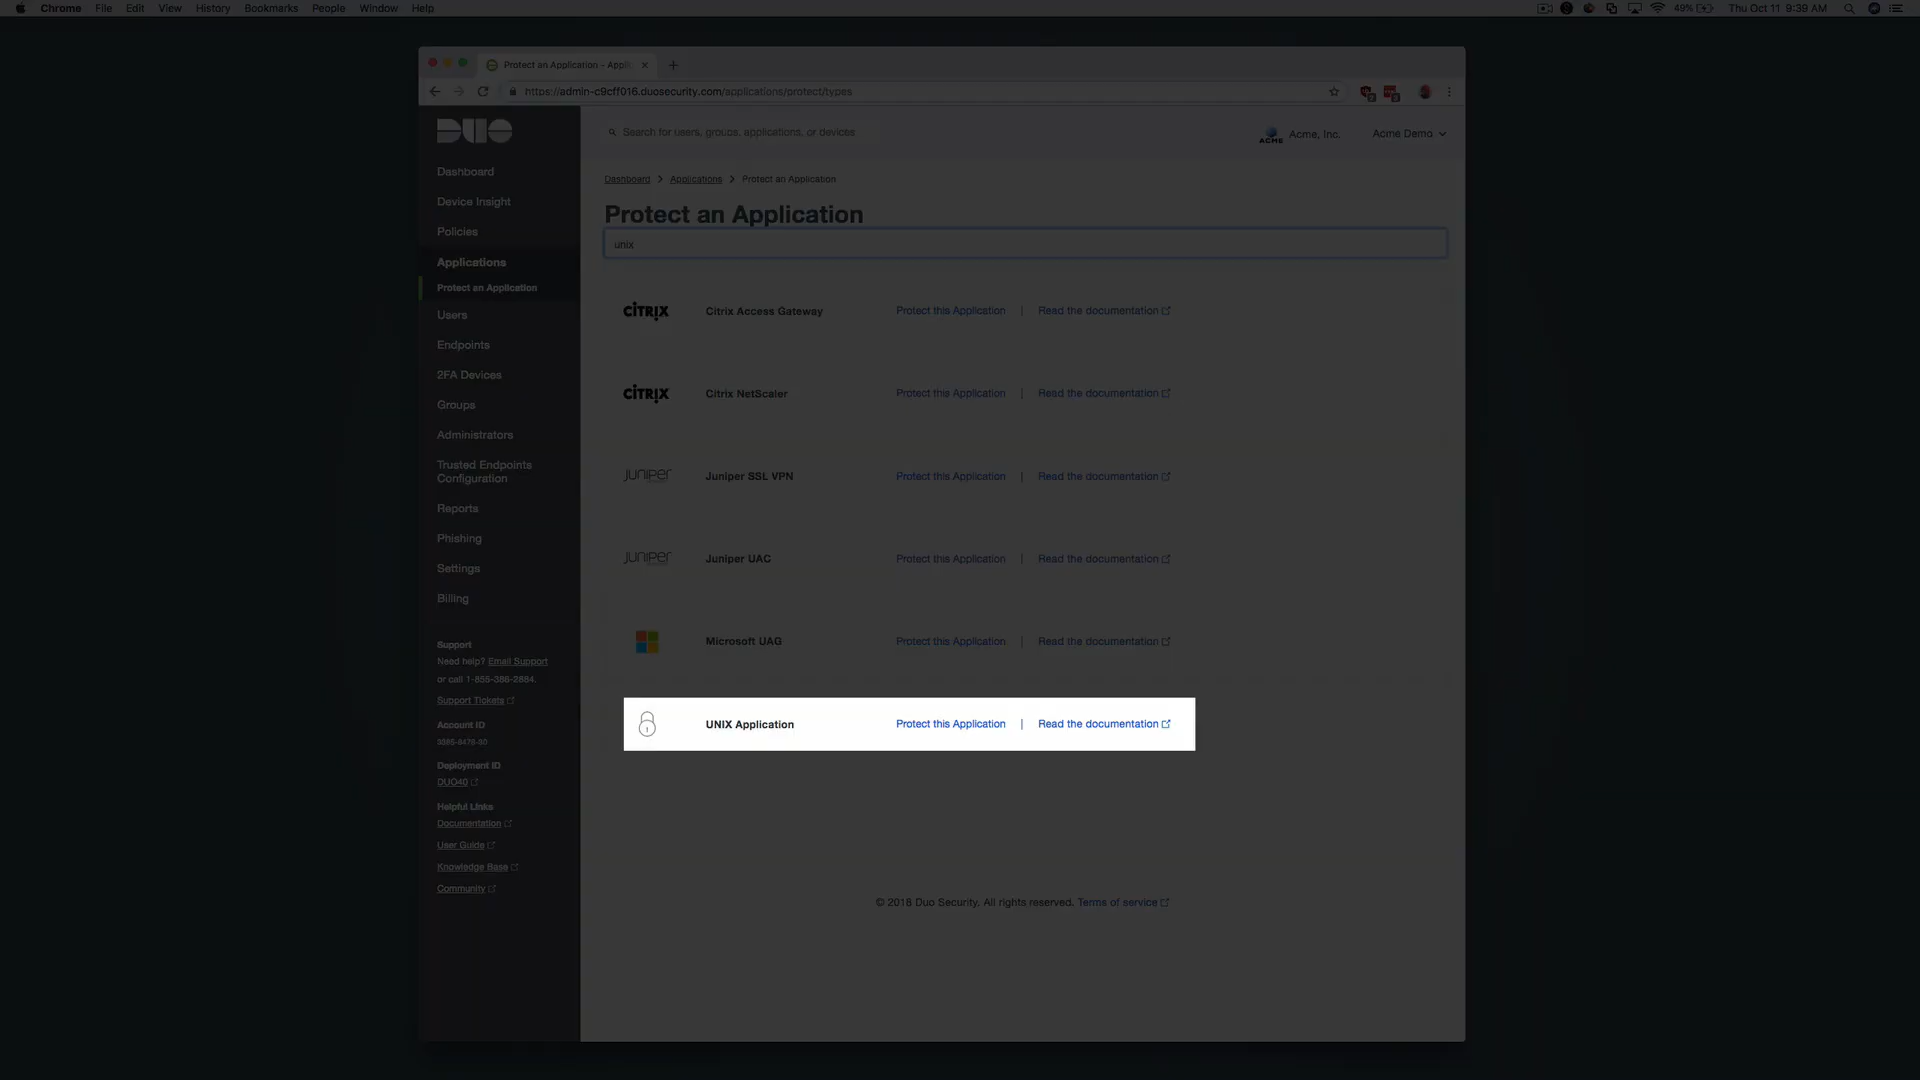 Chrome File Edit View History Bookmarks People Window Help 49% Thu Oct 11 9:39 AM
Protect an Application - Appli
https://admin-c9cff016.duosecurity.com/applications/protect/types
DUO
Search for users, groups, applications, or devices
ACME
Acme, Inc.
Acme Demo
Dashboard
Device Insight
Policies
Applications
Protect an Application
Users
Endpoints
2FA Devices
Groups
Administrators
Trusted Endpoints
Configuration
Reports
Phishing
Settings
Billing
Support
Need help? Email Support
or call 1-855-386-2884.
Support Tickets
Account ID
Deployment ID
DUO40
Helpful Links
Documentation
User Guide
Knowledge Base
Community
Dashboard > Applications > Protect an Application
Protect an Application
unix
CITRIX Citrix Access Gateway Protect this Application | Read the documentation
CITRIX Citrix NetScaler Protect this Application | Read the documentation
JUNIPER Juniper SSL VPN Protect this Application | Read the documentation
JUNIPER Juniper UAC Protect this Application | Read the documentation
Microsoft UAG Protect this Application | Read the documentation
UNIX Application Protect this Application | Read the documentation
© 2018 Duo Security. All rights reserved. Terms of service